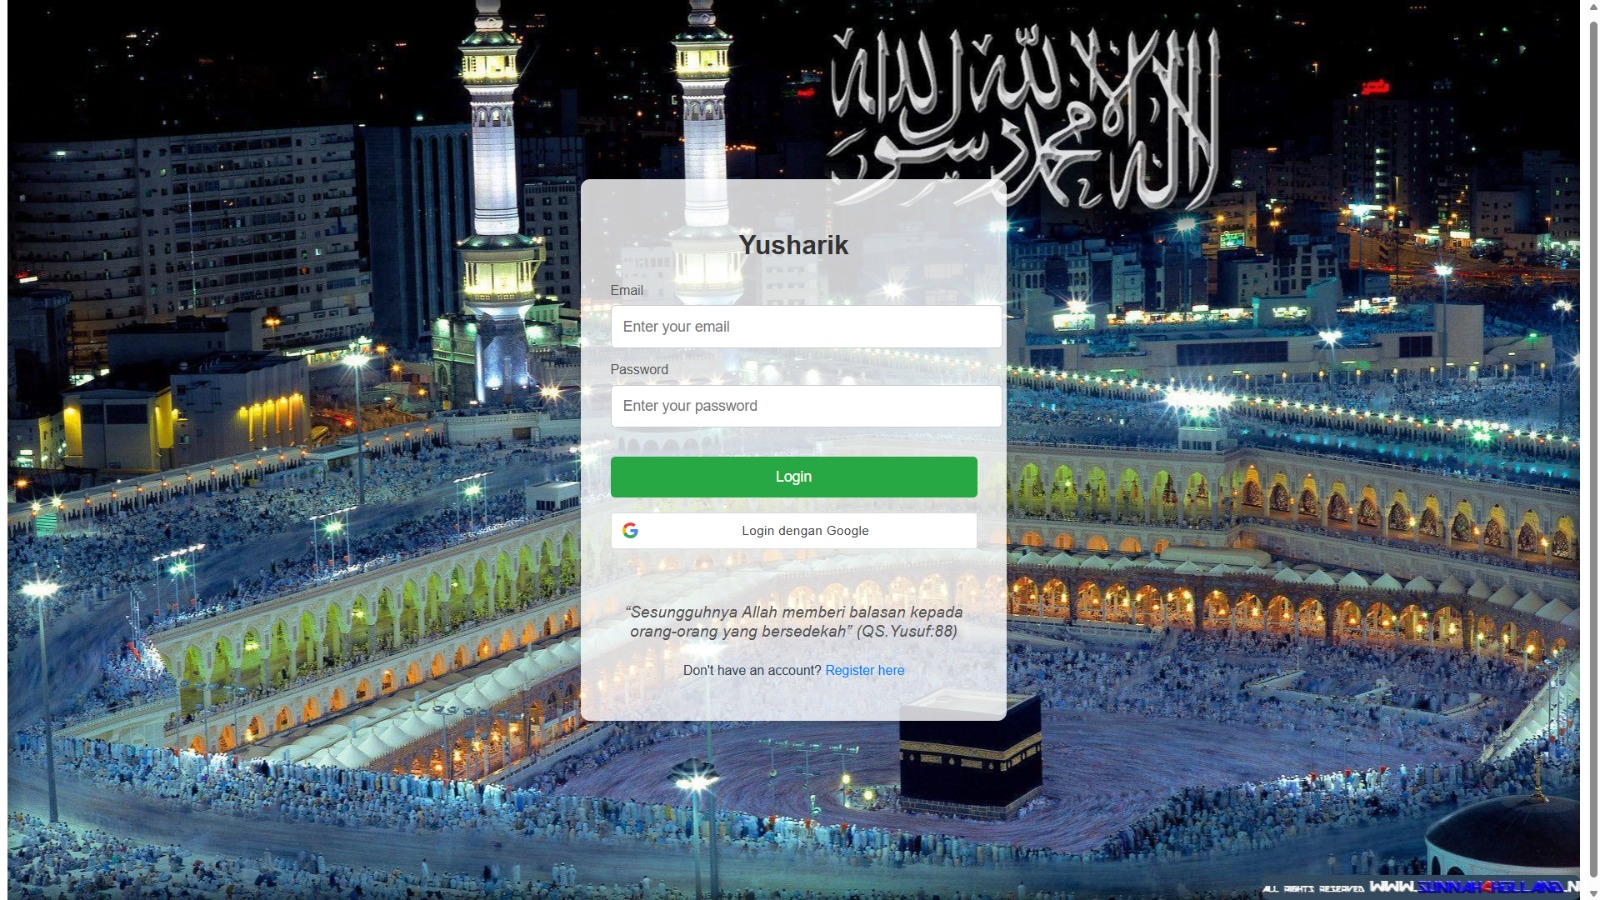 لا إله إلا الله
محمد رسول الله
Yusharik
Email
Enter your email
Password
Enter your password
Login
Login dengan Google
“Sesungguhnya Allah memberi balasan kepada
orang-orang yang bersedekah” (QS.Yusuf:88)
Don't have an account? Register here
ALL RIGHTS RESERVED WWW.SUNNAH4HOLLAND.N